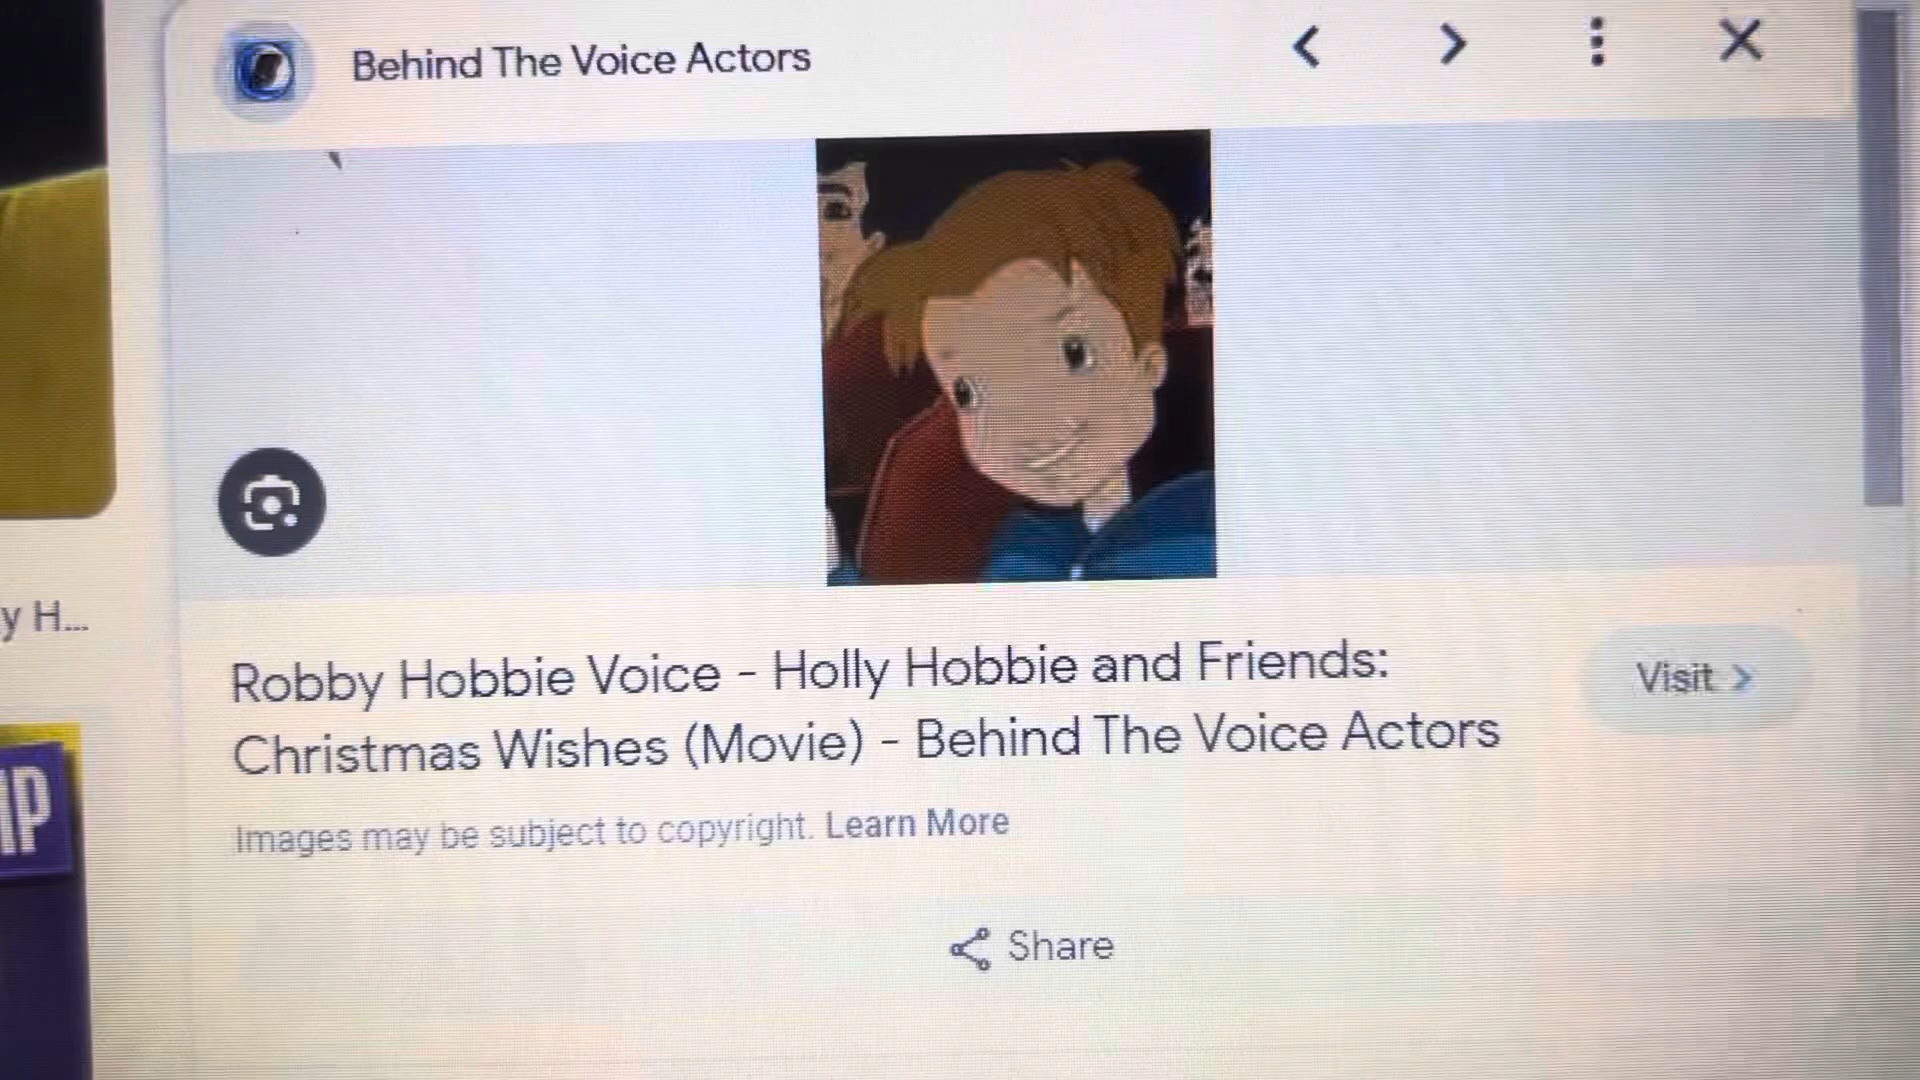 Behind The Voice Actors
y H...
Robby Hobbie Voice - Holly Hobbie and Friends:
Christmas Wishes (Movie) - Behind The Voice Actors
Visit
Images may be subject to copyright. Learn More
IP
Share